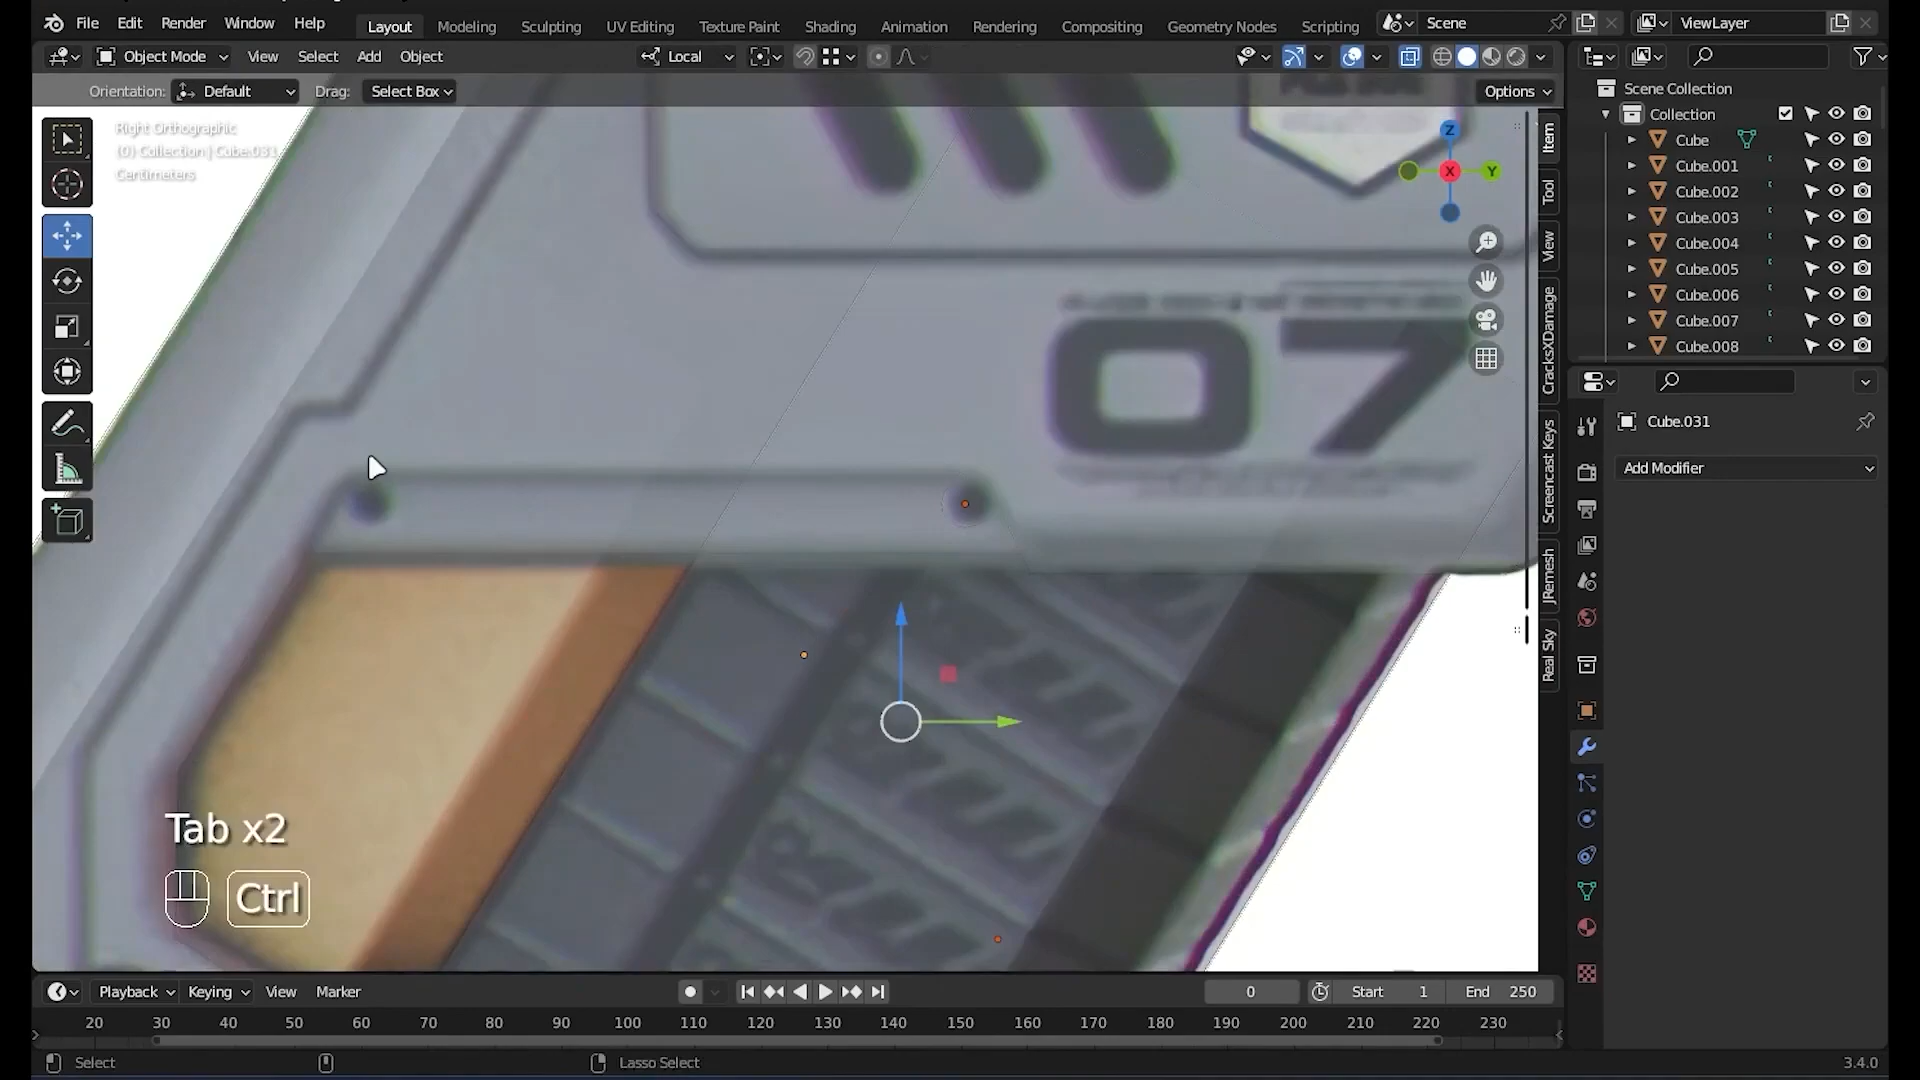 File Edit Render Window Help Layout Modeling Sculpting UV Editing Texture Paint Shading Animation Rendering Compositing Geometry Nodes Scripting Scene ViewLayer
Object Mode View Select Add Object Local
Orientation: Default Drag: Select Box Options
Right Orthographic
(0) Collection | Cube.031
Centimeters
Z
X
Y
Item
Tool
View
CracksXDamage
Screencast Keys
JRemesh
Real Sky
07
Tab x2
Ctrl
Scene Collection
Collection
Cube
Cube.001
Cube.002
Cube.003
Cube.004
Cube.005
Cube.006
Cube.007
Cube.008
Cube.031
Add Modifier
Playback Keying View Marker 0 Start 1 End 250
20 30 40 50 60 70 80 90 100 110 120 130 140 150 160 170 180 190 200 210 220 230
Select Lasso Select 3.4.0